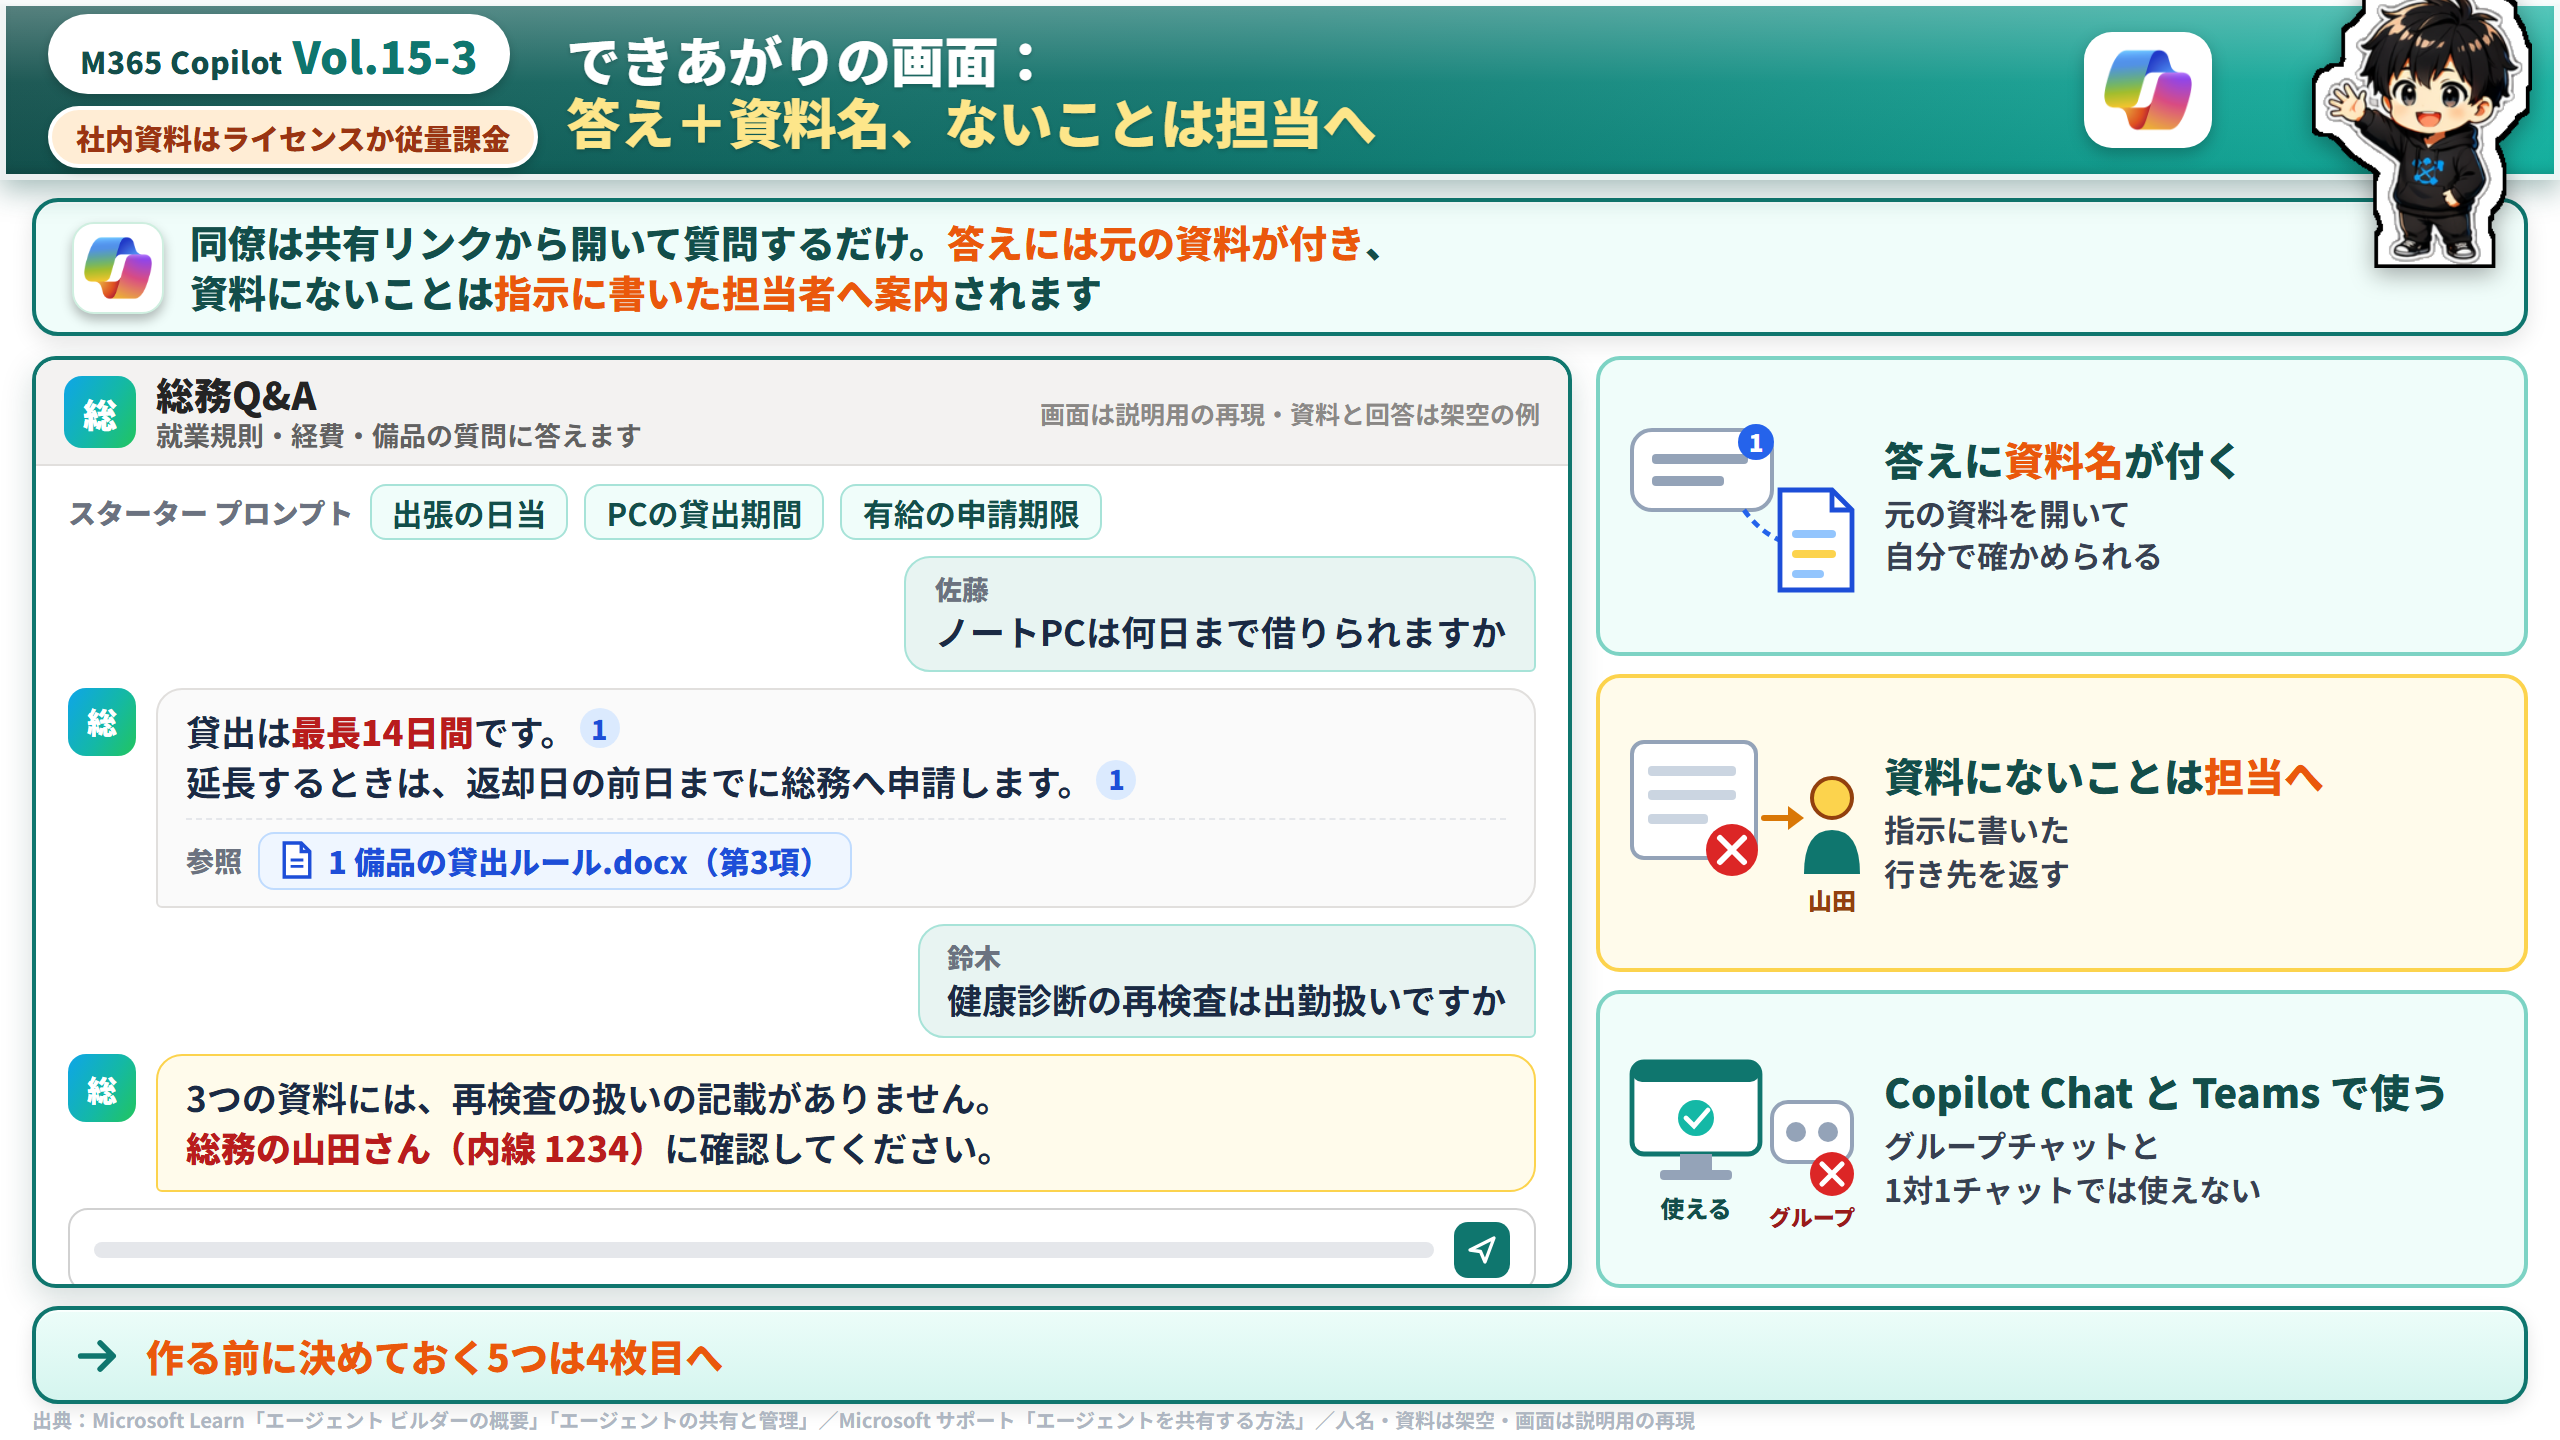 M365 Copilot Vol.15-3
社内資料はライセンスか従量課金
できあがりの画面：
答え＋資料名、ないことは担当へ
同僚は共有リンクから開いて質問するだけ。答えには元の資料が付き、
資料にないことは指示に書いた担当者へ案内されます
総
総務Q&A
就業規則・経費・備品の質問に答えます
画面は説明用の再現・資料と回答は架空の例
スターター プロンプト
出張の日当
PCの貸出期間
有給の申請期限
佐藤
ノートPCは何日まで借りられますか
総
貸出は最長14日間です。 1
延長するときは、返却日の前日までに総務へ申請します。 1
参照
1 備品の貸出ルール.docx（第3項）
鈴木
健康診断の再検査は出勤扱いですか
総
3つの資料には、再検査の扱いの記載がありません。
総務の山田さん（内線 1234）に確認してください。
1
答えに資料名が付く
元の資料を開いて
自分で確かめられる
山田
資料にないことは担当へ
指示に書いた
行き先を返す
使える
グループ
Copilot Chat と Teams で使う
グループチャットと
1対1チャットでは使えない
→ 作る前に決めておく5つは4枚目へ
出典：Microsoft Learn「エージェント ビルダーの概要」「エージェントの共有と管理」／Microsoft サポート「エージェントを共有する方法」／人名・資料は架空・画面は説明用の再現